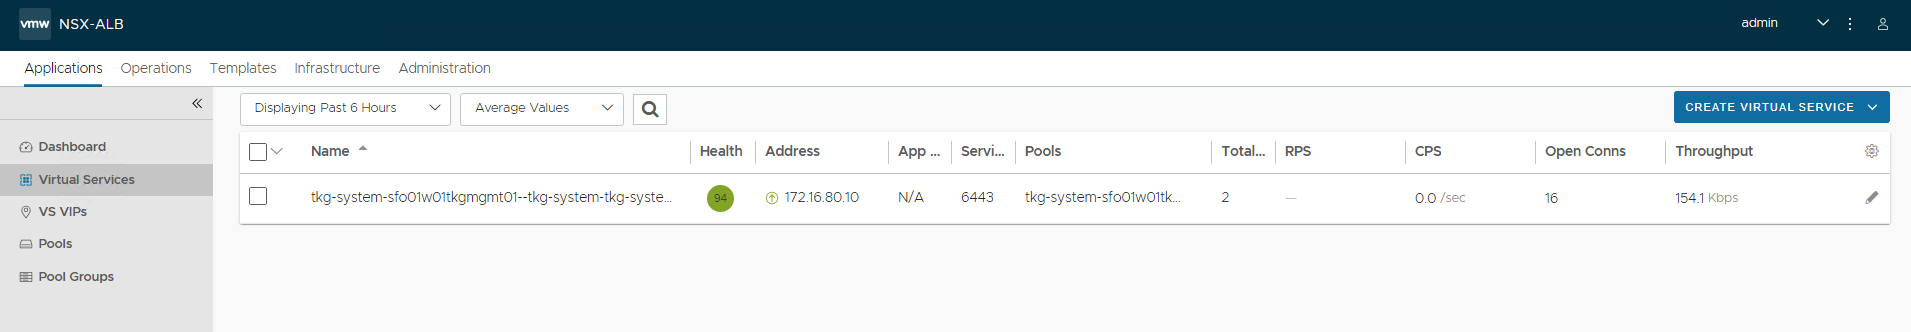 vmw NSX-ALB admin
Applications Operations Templates Infrastructure Administration
Displaying Past 6 Hours Average Values CREATE VIRTUAL SERVICE
Dashboard
Virtual Services
VS VIPs
Pools
Pool Groups
Name Health Address App ... Servi... Pools Total... RPS CPS Open Conns Throughput
tkg-system-sfo01w01tkgmgmt01--tkg-system-tkg-syste... 94 172.16.80.10 N/A 6443 tkg-system-sfo01w01tk... 2 — 0.0 /sec 16 154.1 Kbps